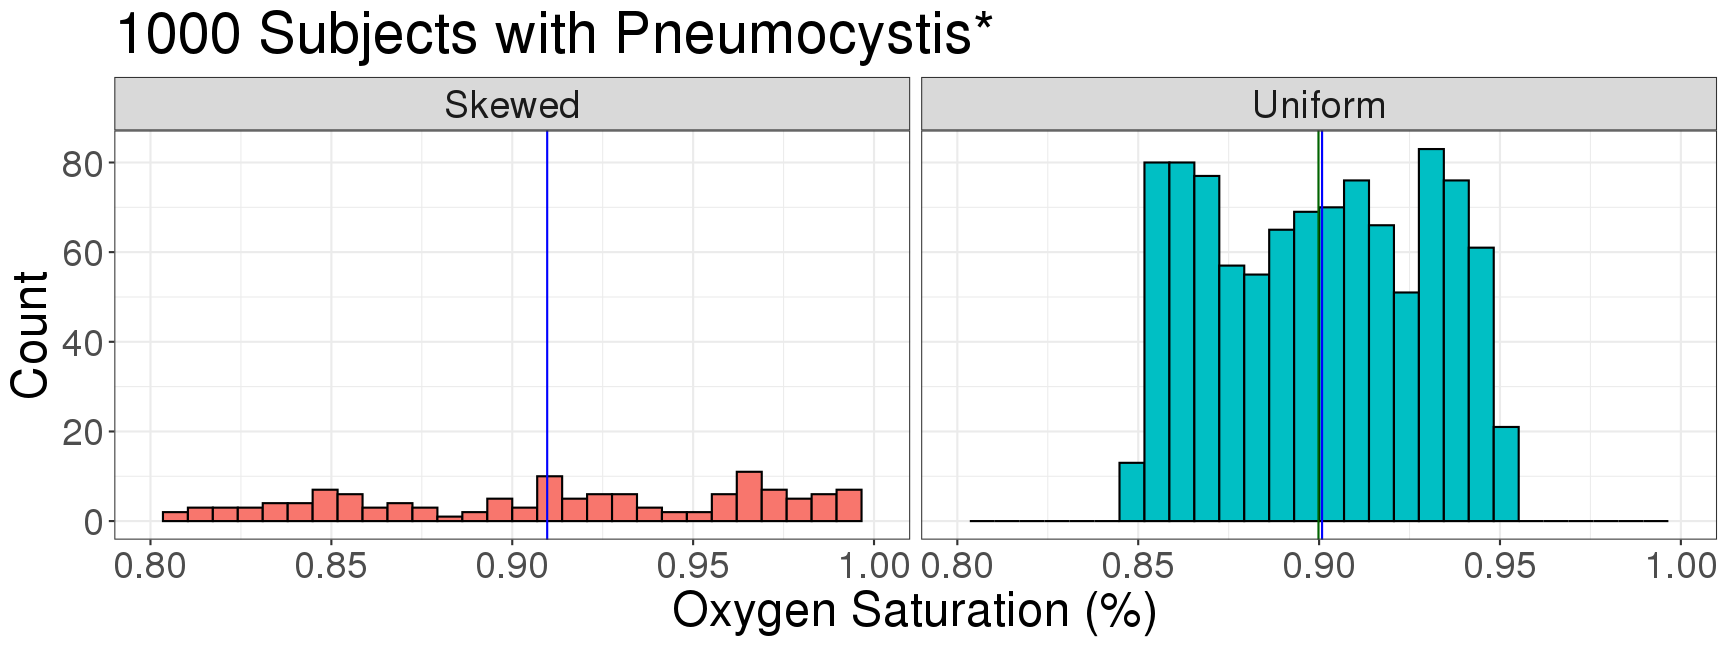 1000 Subjects with Pneumocystis*
Skewed
Uniform
Count
80
60
40
20
0
0.80 0.85 0.90 0.95 1.00
0.80 0.85 0.90 0.95 1.00
Oxygen Saturation (%)